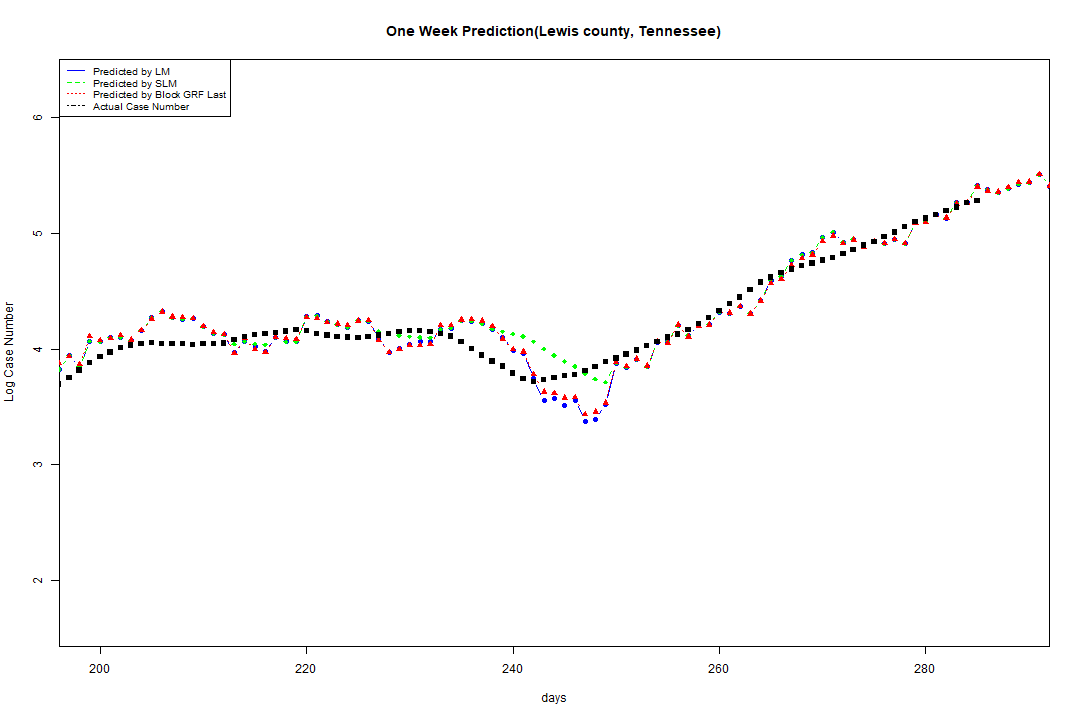 One Week Prediction(Lewis county, Tennessee)
Predicted by LM
Predicted by SLM
Predicted by Block GRF Last
Actual Case Number
6
5
4
3
2
Log Case Number
200 220 240 260 280
days